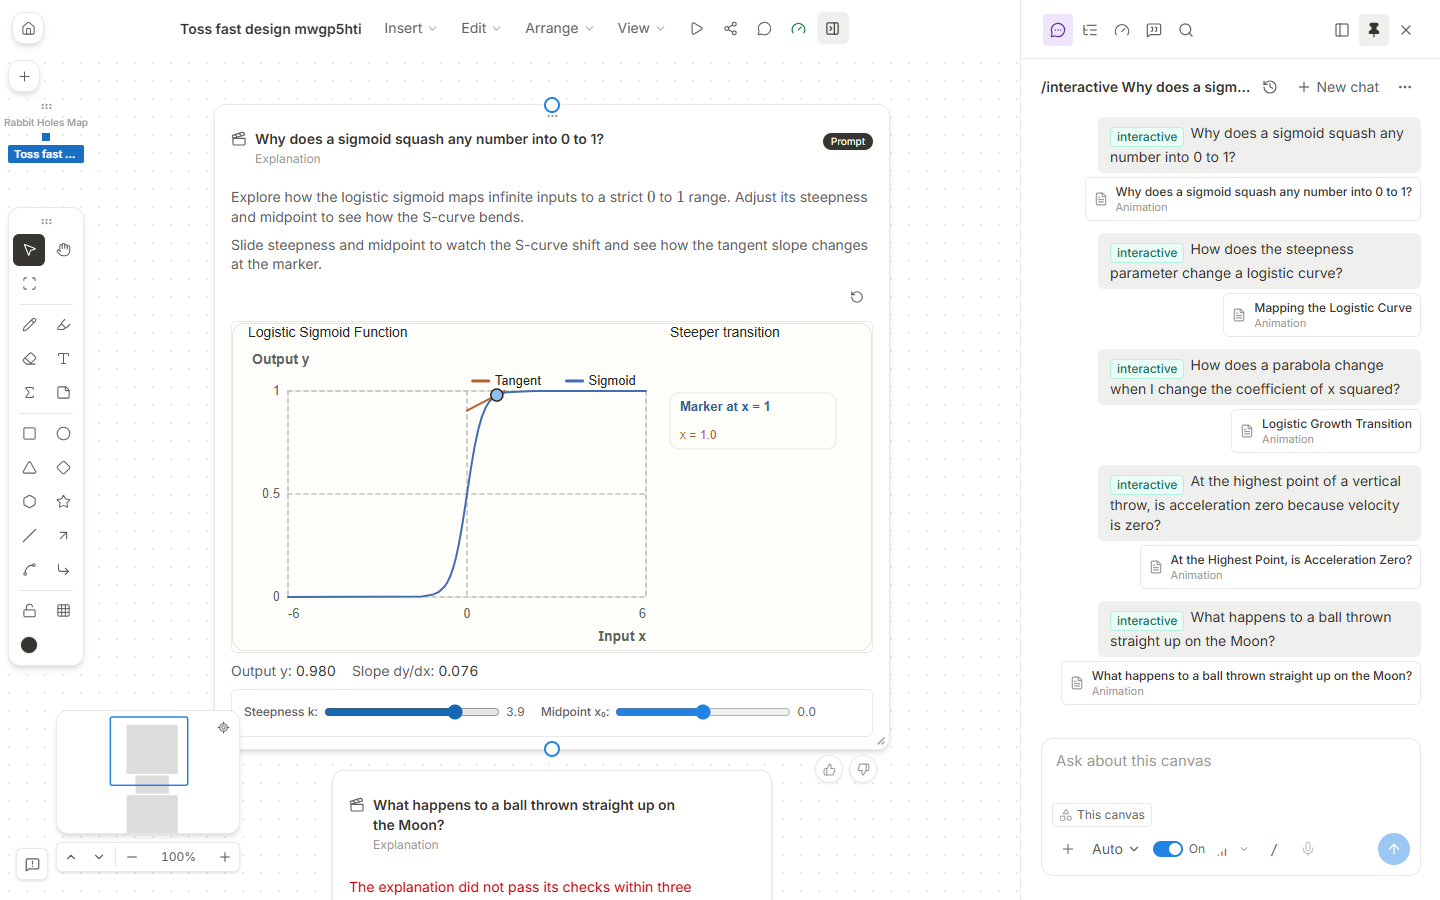 Toss fast design mwgp5hti
Insert
Edit
Arrange
View
Rabbit Holes Map
Toss fast ...
Why does a sigmoid squash any number into 0 to 1?
Explanation
Prompt
Explore how the logistic sigmoid maps infinite inputs to a strict 0 to 1 range. Adjust its steepness
and midpoint to see how the S-curve bends.
Slide steepness and midpoint to watch the S-curve shift and see how the tangent slope changes
at the marker.
Logistic Sigmoid Function
Steeper transition
Output y
Tangent
Sigmoid
1
0.5
0
-6
0
6
Input x
Marker at x = 1
x = 1.0
Output y: 0.980
Slope dy/dx: 0.076
Steepness k:
3.9
Midpoint x₀:
0.0
What happens to a ball thrown straight up on
the Moon?
Explanation
The explanation did not pass its checks within three
100%
/interactive Why does a sigm...
New chat
interactive Why does a sigmoid squash any
number into 0 to 1?
Why does a sigmoid squash any number into 0 to 1?
Animation
interactive How does the steepness
parameter change a logistic curve?
Mapping the Logistic Curve
Animation
interactive How does a parabola change
when I change the coefficient of x squared?
Logistic Growth Transition
Animation
interactive At the highest point of a vertical
throw, is acceleration zero because velocity
is zero?
At the Highest Point, is Acceleration Zero?
Animation
interactive What happens to a ball thrown
straight up on the Moon?
What happens to a ball thrown straight up on the Moon?
Animation
Ask about this canvas
This canvas
Auto
On
/